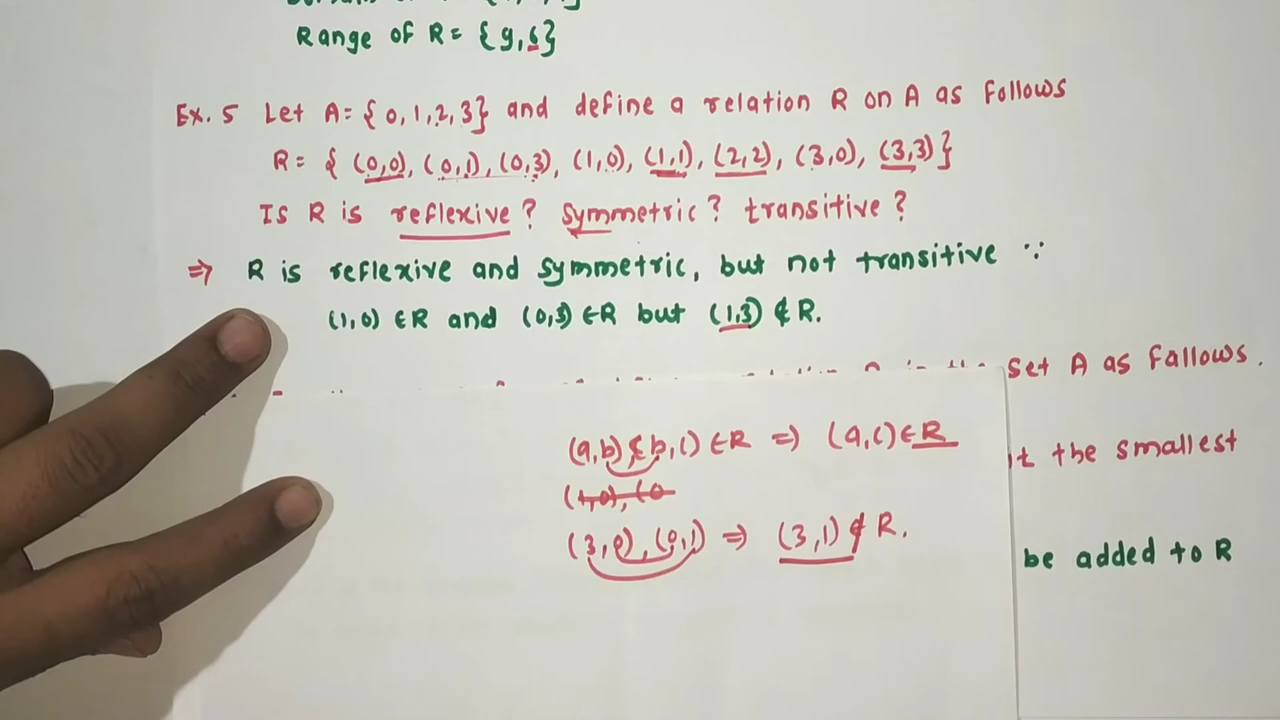 Range of R = {y, s}
Ex. 5 Let A = {0, 1, 2, 3} and define a relation R on A as follows
R = { (0,0), (0,1), (0,3), (1,0), (1,1), (2,2), (3,0), (3,3) }
Is R is reflexive? Symmetric? transitive?
⇒ R is reflexive and symmetric, but not transitive ∵
(1,0) ∈ R and (0,3) ∈ R but (1,3) ∉ R.
Set A as fallows.
(a,b) & (b,c) ∈ R ⇒ (a,c) ∈ R
the smallest
(1,0), (0
(3,0), (0,1) ⇒ (3,1) ∉ R.
be added to R